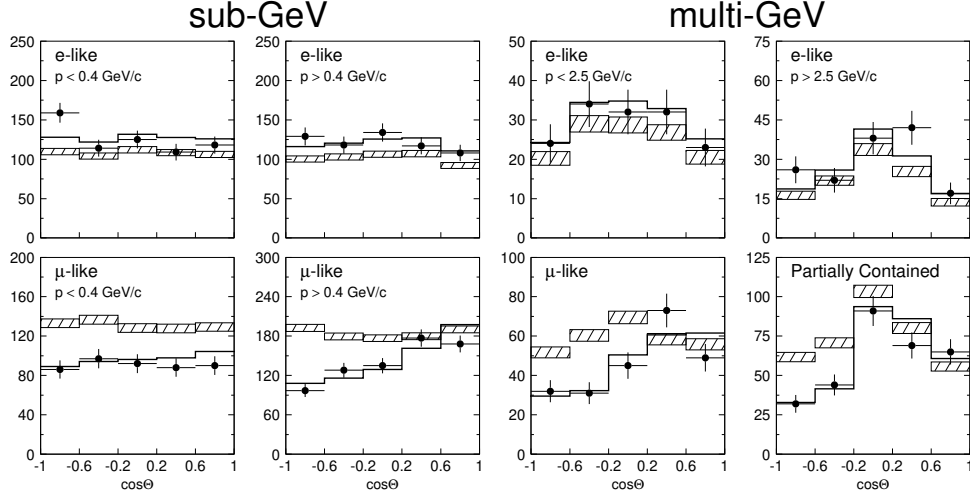 sub-GeV multi-GeV
e-like
p < 0.4 GeV/c
250
200
150
100
50
0
e-like
p > 0.4 GeV/c
250
200
150
100
50
0
e-like
p < 2.5 GeV/c
50
40
30
20
10
0
e-like
p > 2.5 GeV/c
75
60
45
30
15
0
μ-like
p < 0.4 GeV/c
200
160
120
80
40
0
-1 -0.6 -0.2 0.2 0.6 1
cosΘ
μ-like
p > 0.4 GeV/c
300
240
180
120
60
0
-1 -0.6 -0.2 0.2 0.6 1
cosΘ
μ-like
100
80
60
40
20
0
-1 -0.6 -0.2 0.2 0.6 1
cosΘ
Partially Contained
125
100
75
50
25
0
-1 -0.6 -0.2 0.2 0.6 1
cosΘ